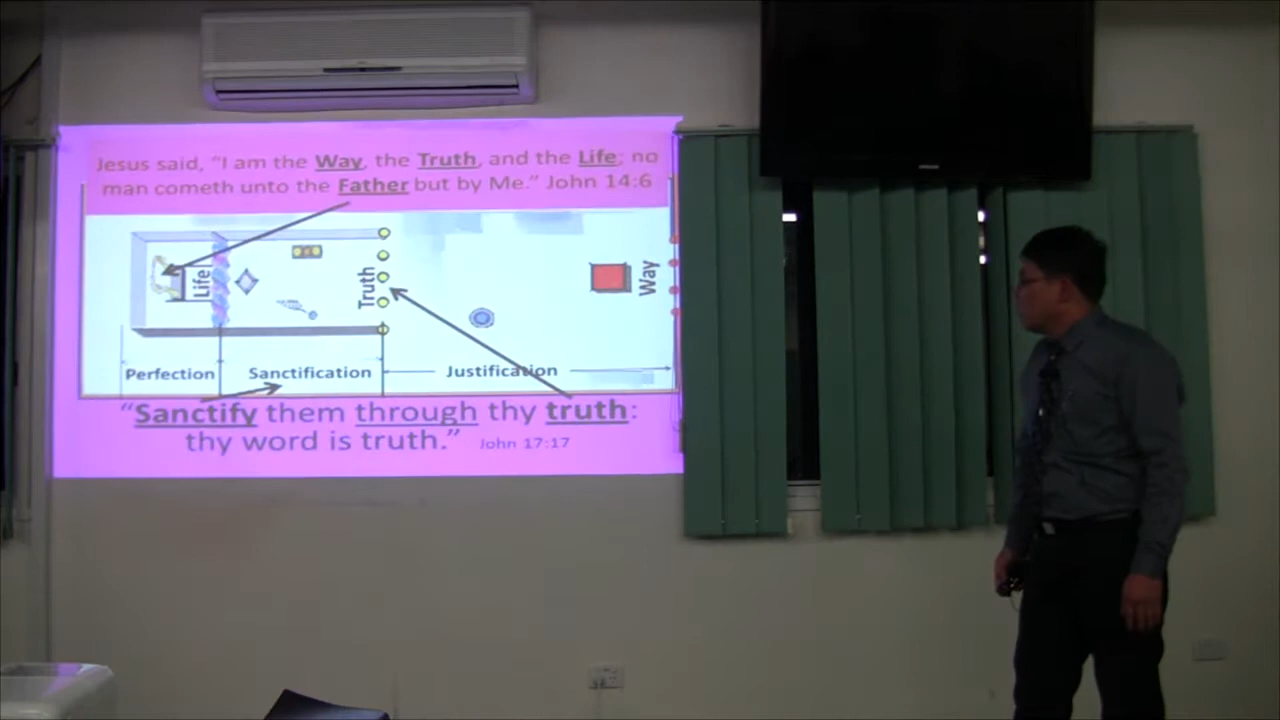 Jesus said, "I am the Way, the Truth, and the Life; no
man cometh unto the Father but by Me." John 14:6
Life
Truth
Way
Perfection
Sanctification
Justification
"Sanctify them through thy truth:
thy word is truth." John 17:17